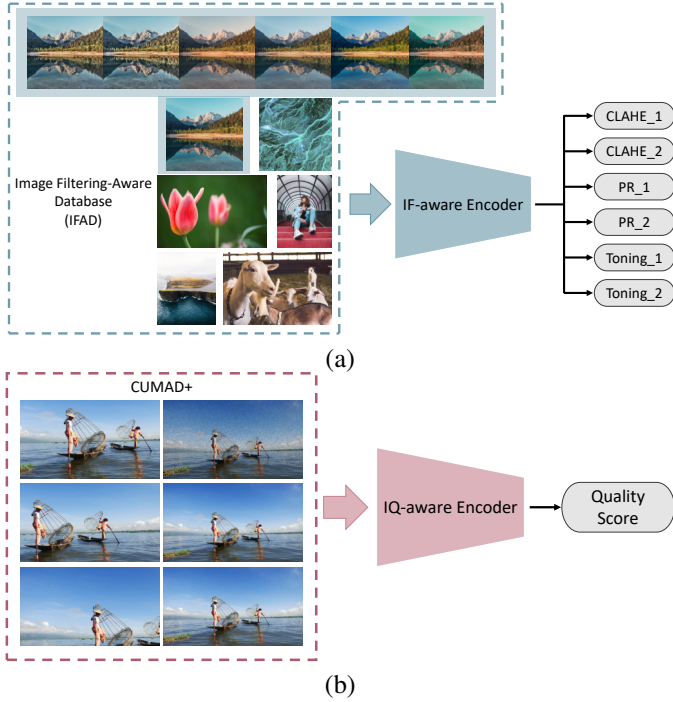 Image Filtering-Aware
Database
(IFAD)
IF-aware Encoder
CLAHE_1
CLAHE_2
PR_1
PR_2
Toning_1
Toning_2
(a)
CUMAD+
IQ-aware Encoder
Quality
Score
(b)